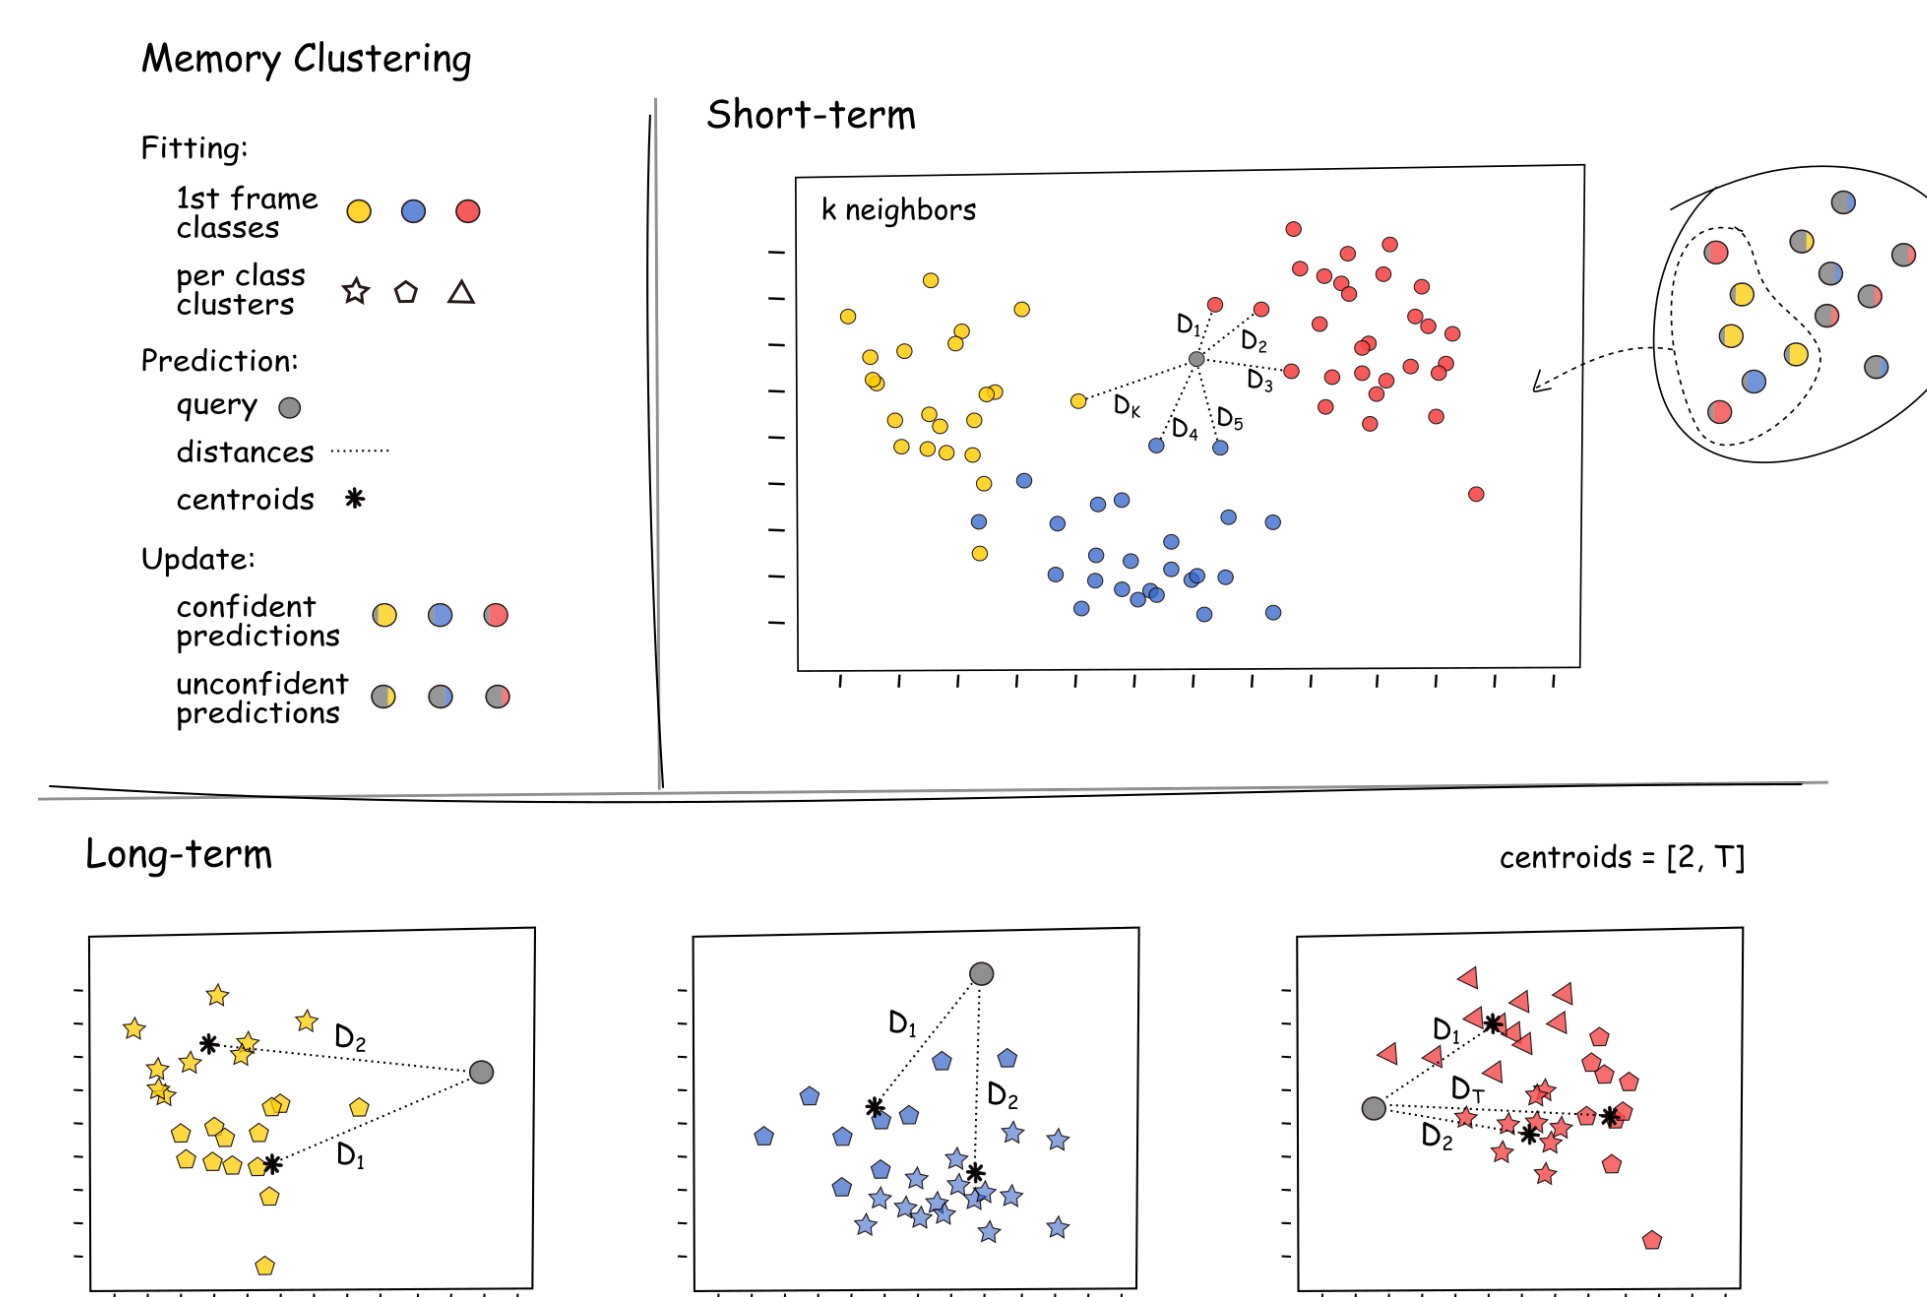 Memory Clustering
Fitting:
1st frame
classes
per class
clusters
Prediction:
query
distances
centroids
Update:
confident
predictions
unconfident
predictions
Short-term
k neighbors
D1
D2
D3
DK
D4
D5
Long-term
centroids = [2, T]
D2
D1
D1
D2
D1
DT
D2